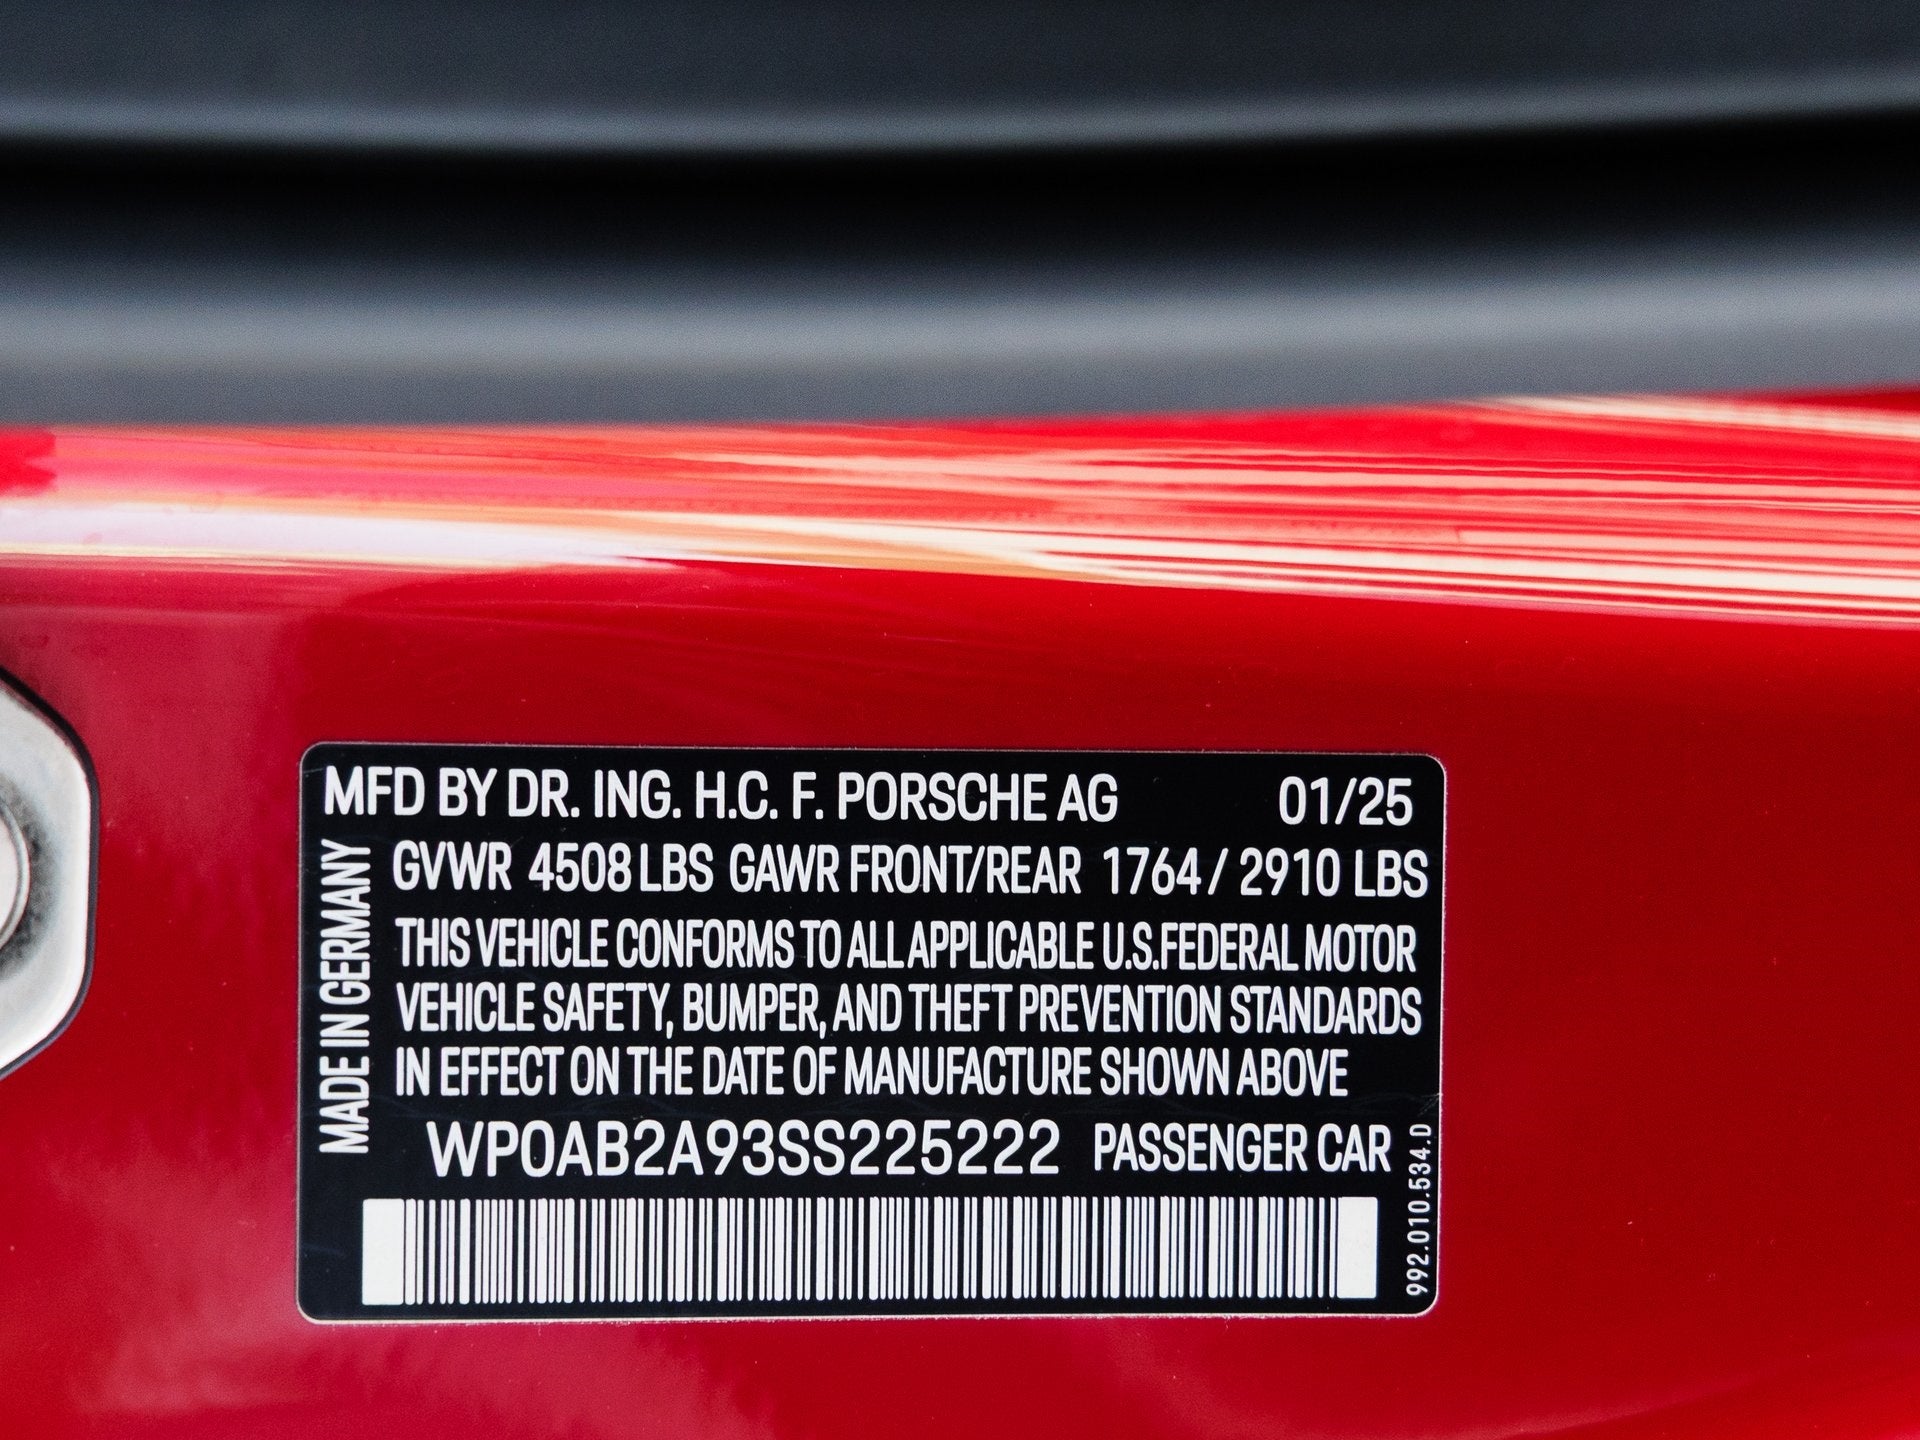 MFD BY DR. ING. H.C. F. PORSCHE AG 01/25
GVWR 4508 LBS GAWR FRONT/REAR 1764 / 2910 LBS
THIS VEHICLE CONFORMS TO ALL APPLICABLE U.S.FEDERAL MOTOR
VEHICLE SAFETY, BUMPER, AND THEFT PREVENTION STANDARDS
IN EFFECT ON THE DATE OF MANUFACTURE SHOWN ABOVE
WP0AB2A93SS225222 PASSENGER CAR
MADE IN GERMANY
992.010.534.D